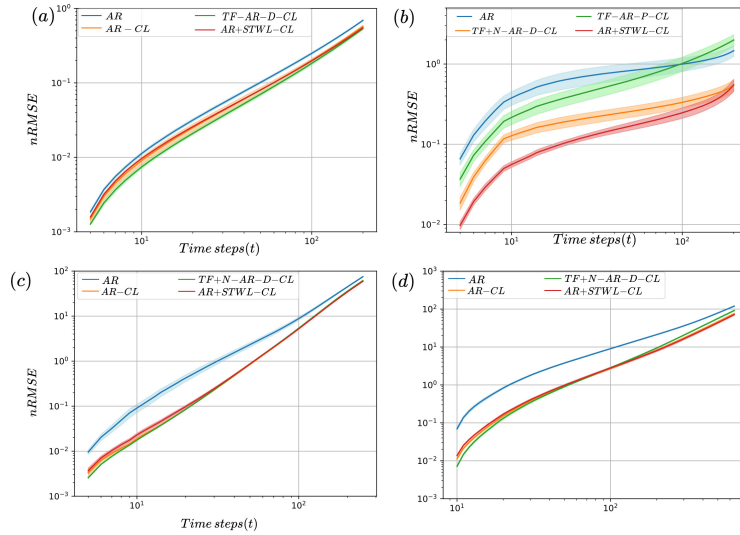 (a)
AR
AR-CL
TF-AR-D-CL
AR+STWL-CL
10^0
10^-1
10^-2
10^-3
nRMSE
10^1
10^2
Time steps(t)
(b)
AR
TF+N-AR-D-CL
TF-AR-P-CL
AR+STWL-CL
10^0
10^-1
10^-2
nRMSE
10^1
10^2
Time steps(t)
(c)
AR
AR-CL
TF+N-AR-D-CL
AR+STWL-CL
10^2
10^1
10^0
10^-1
10^-2
10^-3
nRMSE
10^1
10^2
Time steps(t)
(d)
AR
AR-CL
TF+N-AR-D-CL
AR+STWL-CL
10^3
10^2
10^1
10^0
10^-1
10^-2
10^-3
10^1
10^2